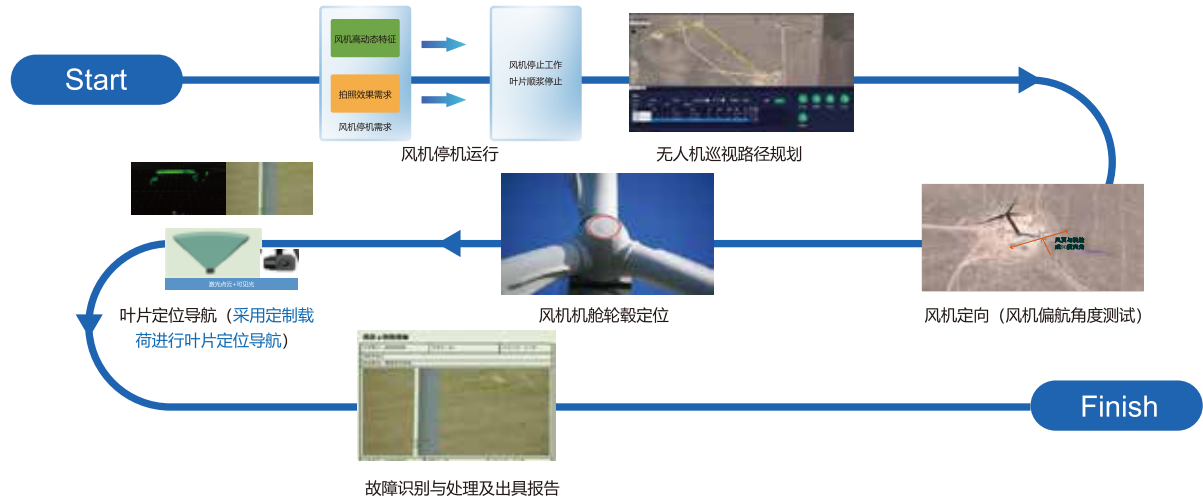 Start
风机高动态特征
拍照效果需求
风机停机需求
风机停止工作
叶片顺桨停止
风机停机运行
无人机巡视路径规划
激光点云+可见光
叶片定位导航（采用定制载
荷进行叶片定位导航）
风机机舱轮毂定位
风机定向（风机偏航角度测试）
Finish
故障识别与处理及出具报告